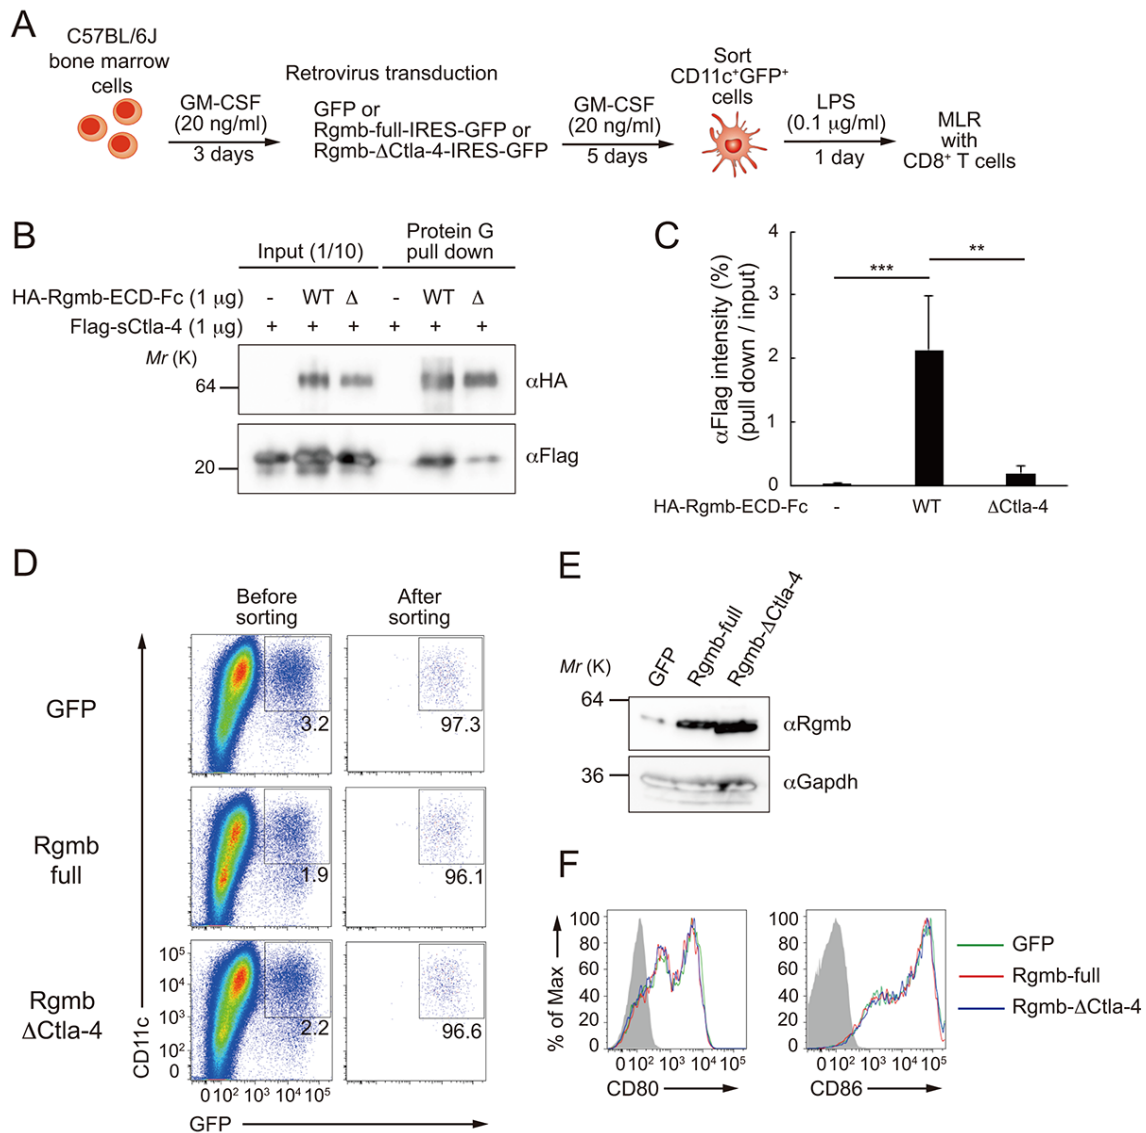 A
C57BL/6J
bone marrow
cells
GM-CSF
(20 ng/ml)
3 days
Retrovirus transduction
GFP or
Rgmb-full-IRES-GFP or
Rgmb-ΔCtla-4-IRES-GFP
GM-CSF
(20 ng/ml)
5 days
Sort
CD11c⁺GFP⁺
cells
LPS
(0.1 μg/ml)
1 day
MLR
with
CD8⁺ T cells
B
Input (1/10)
Protein G
pull down
HA-Rgmb-ECD-Fc (1 μg) - WT Δ - WT Δ
Flag-sCtla-4 (1 μg) + + + + + +
Mr (K)
64
αHA
20
αFlag
C
αFlag intensity (%)
(pull down / input)
4
3
2
1
0
***
**
HA-Rgmb-ECD-Fc - WT ΔCtla-4
D
Before
sorting
After
sorting
GFP
3.2
97.3
Rgmb
full
1.9
96.1
Rgmb
ΔCtla-4
2.2
96.6
CD11c
10⁵
10⁴
10³
10²
0
0 10² 10³ 10⁴ 10⁵
GFP
E
GFP
Rgmb-full
Rgmb-ΔCtla-4
Mr (K)
64
αRgmb
36
αGapdh
F
% of Max
100
80
60
40
20
0
0 10² 10³ 10⁴ 10⁵
CD80
100
80
60
40
20
0
0 10² 10³ 10⁴ 10⁵
CD86
GFP
Rgmb-full
Rgmb-ΔCtla-4